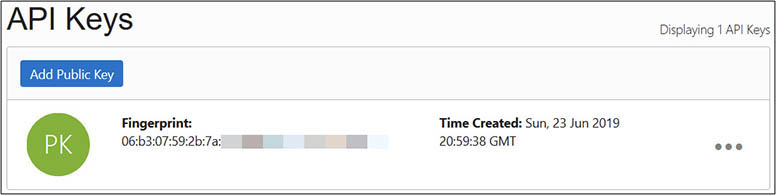 API Keys
Displaying 1 API Keys
Add Public Key
PK
Fingerprint:
06:b3:07:59:2b:7a:
Time Created: Sun, 23 Jun 2019
20:59:38 GMT